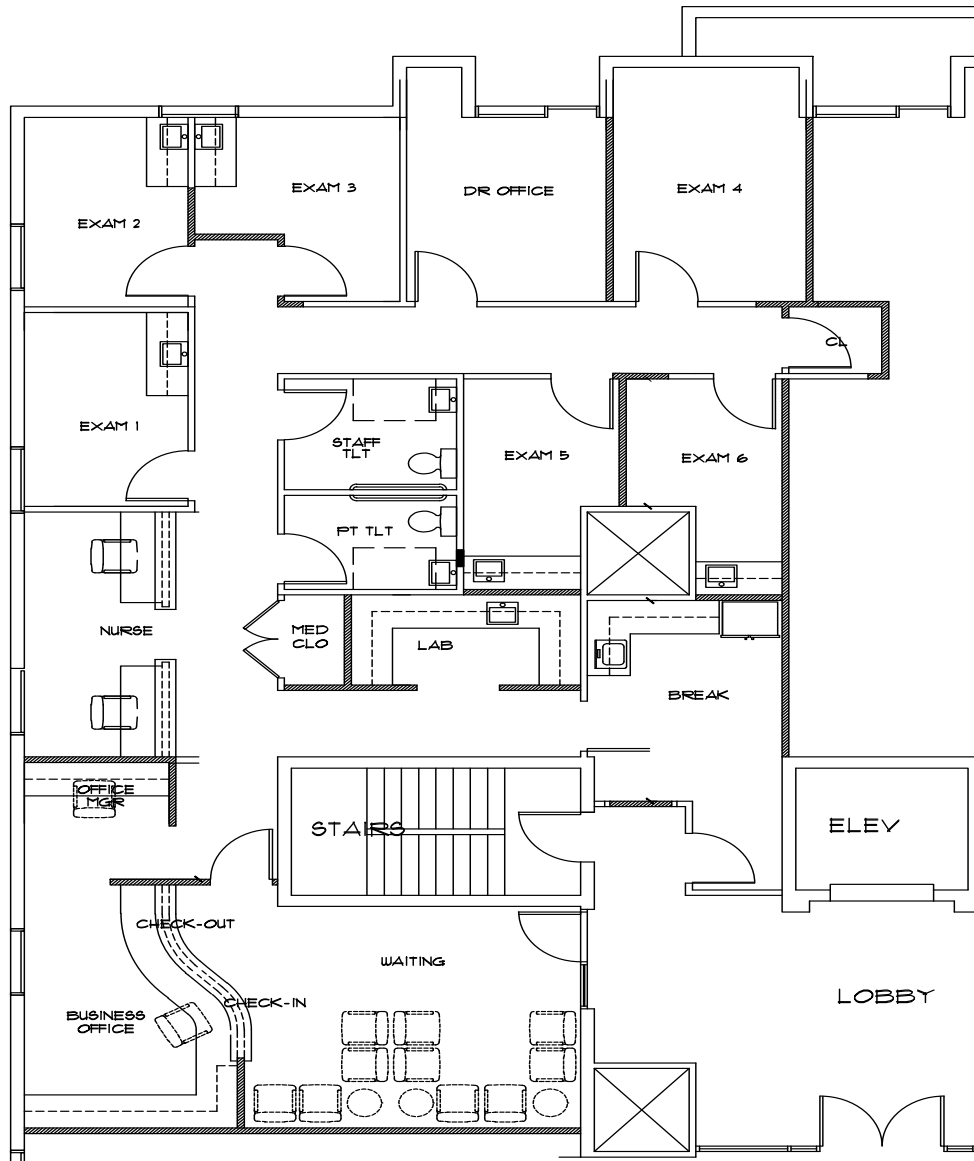 EXAM 3
DR OFFICE
EXAM 4
EXAM 2
CL
EXAM 1
STAFF
TLT
EXAM 5
EXAM 6
PT TLT
NURSE
MED
CLO
LAB
BREAK
OFFICE
MGR
STAIRS
ELEV
CHECK-OUT
WAITING
CHECK-IN
LOBBY
BUSINESS
OFFICE